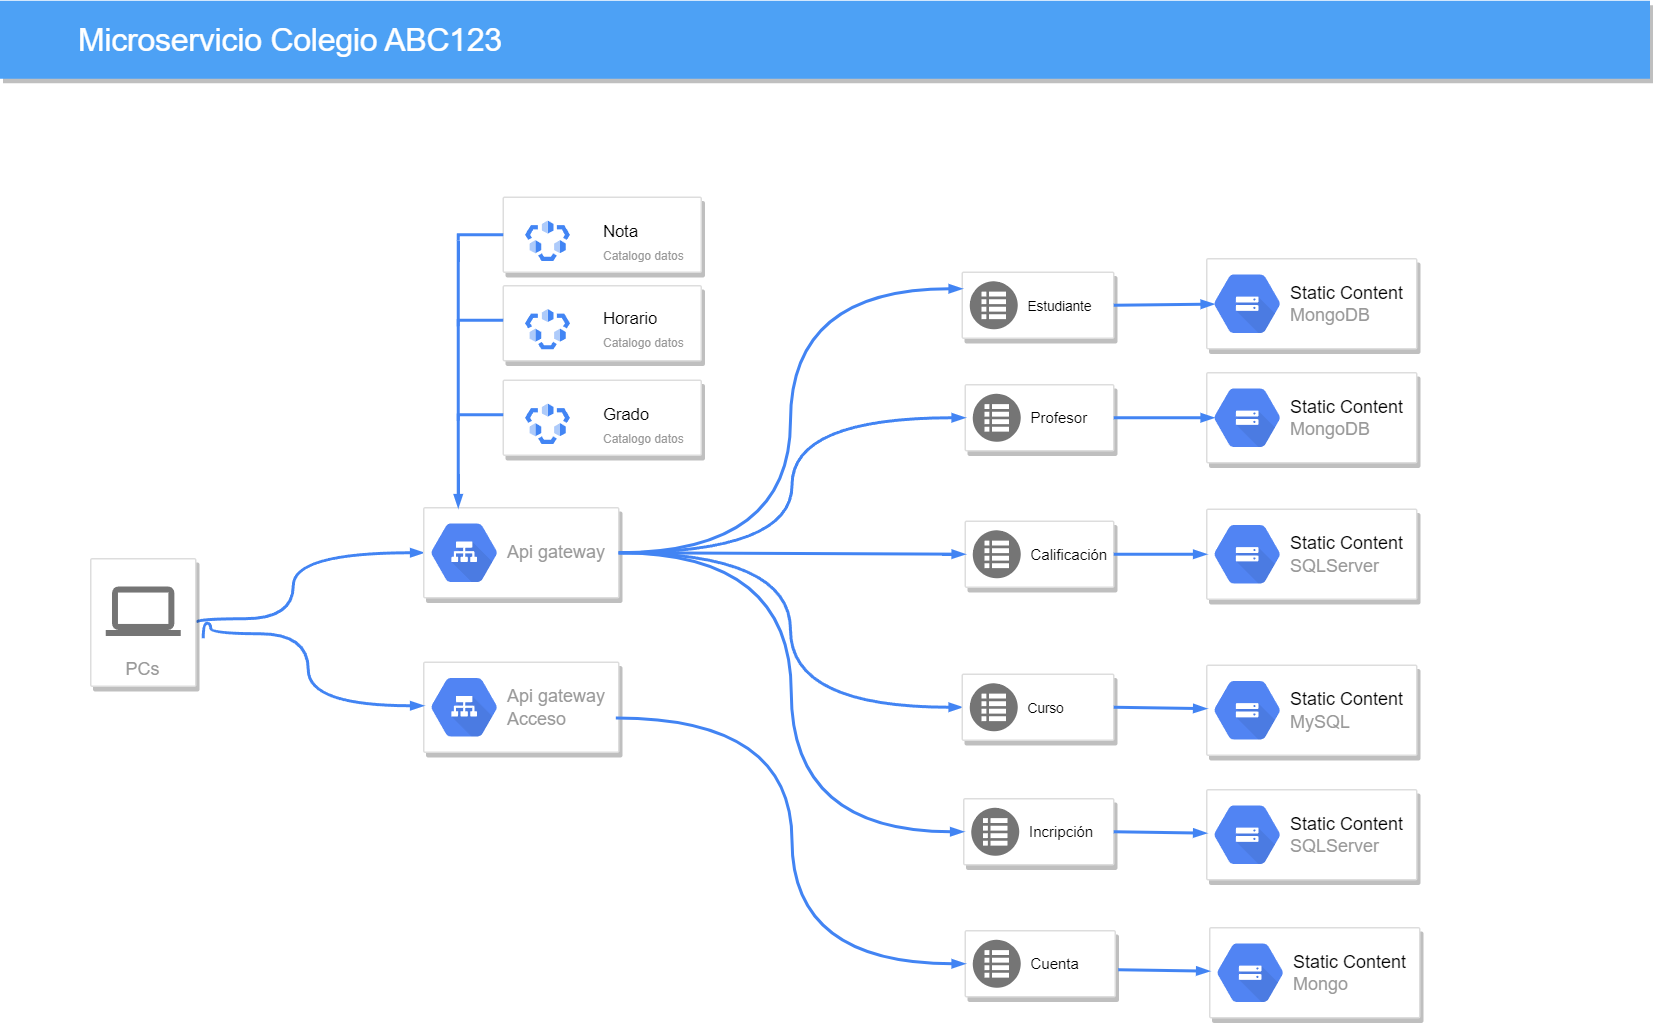 Microservicio Colegio ABC123
Nota
Catalogo datos
Horario
Catalogo datos
Grado
Catalogo datos
PCs
Api gateway
Api gateway
Acceso
Estudiante
Static Content
MongoDB
Profesor
Static Content
MongoDB
Calificación
Static Content
SQLServer
Curso
Static Content
MySQL
Incripción
Static Content
SQLServer
Cuenta
Static Content
Mongo